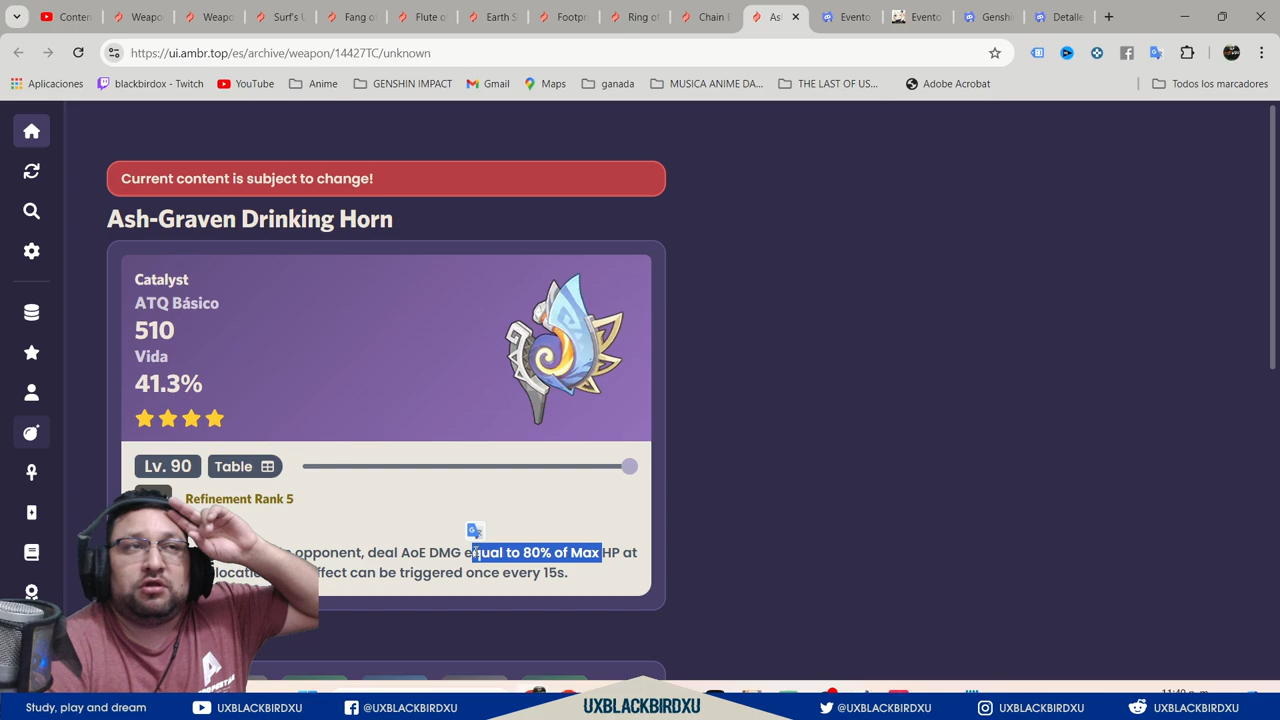 Conten
Weapo
Weap
Surf's U
Fang o
Flute o
Earth S
Footpr
Ring of
Chain B
As
Evento
Evento
Genshi
Detalle
https://ui.ambr.top/es/archive/weapon/14427TC/unknown
Aplicaciones
blackbirdox - Twitch
YouTube
Anime
GENSHIN IMPACT
Gmail
Maps
ganada
MUSICA ANIME DA...
THE LAST OF US...
Adobe Acrobat
Todos los marcadores
Current content is subject to change!
Ash-Graven Drinking Horn
Catalyst
ATQ Básico
510
Vida
41.3%
Lv. 90
Table
Refinement Rank 5
opponent, deal AoE DMG equal to 80% of Max HP at
can be triggered once every 15s.
Study, play and dream
UXBLACKBIRDXU
@UXBLACKBIRDXU
UXBLACKBIRDXU
@UXBLACKBIRDXU
UXBLACKBIRDXU
UXBLACKBIRDXU